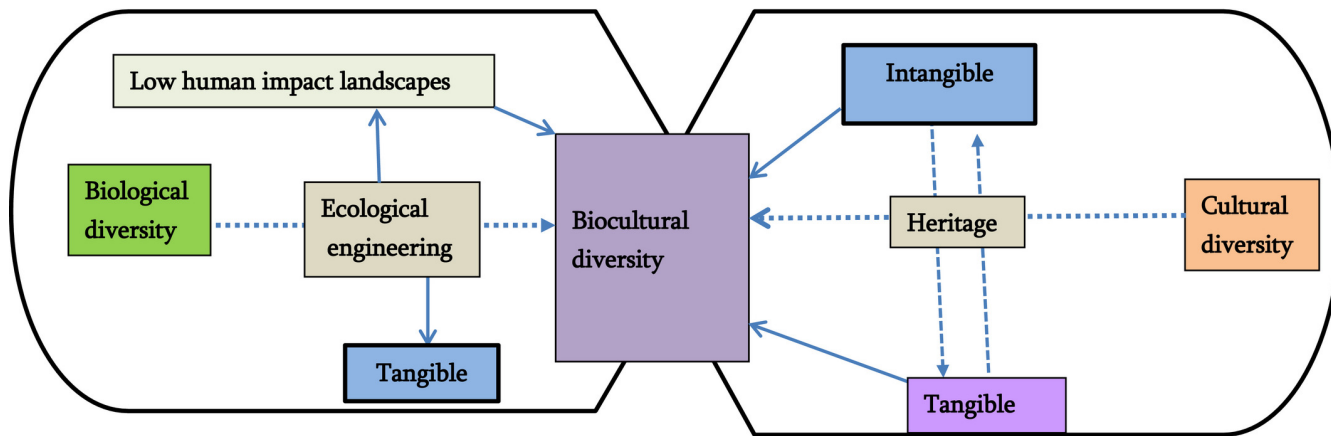 Low human impact landscapes
Intangible
Biological
diversity
Ecological
engineering
Biocultural
diversity
Heritage
Cultural
diversity
Tangible
Tangible